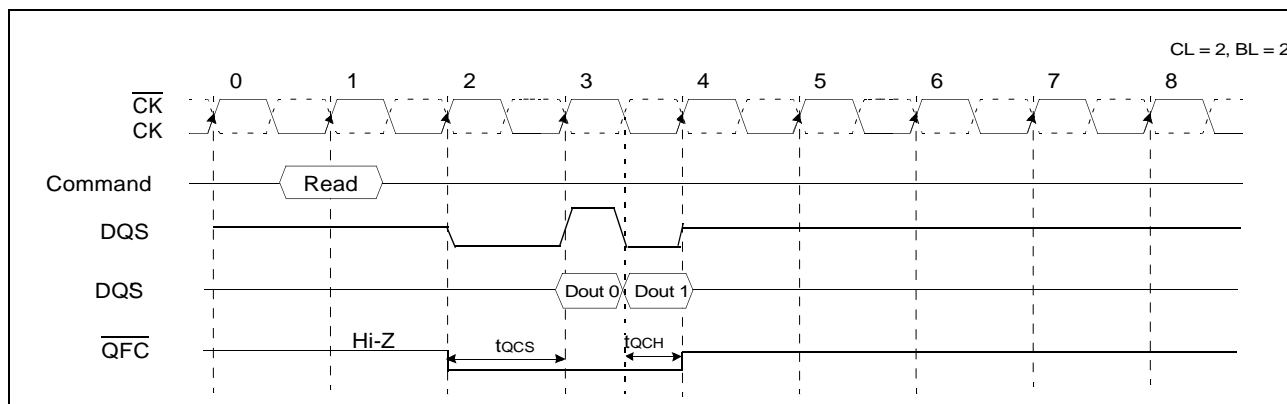 CL = 2, BL = 2
0 1 2 3 4 5 6 7 8
CK
CK
Command Read
DQS
DQS Dout 0 Dout 1
QFC Hi-Z tQCS tQCH